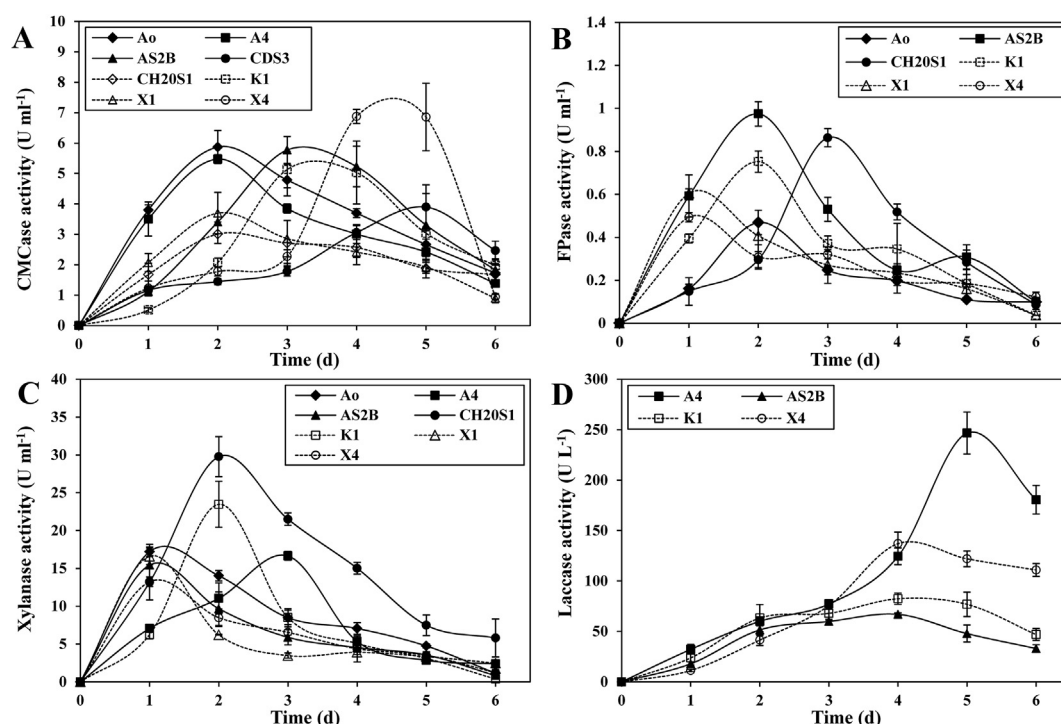 A
CMCase activity (U ml-1)
10
9
8
7
6
5
4
3
2
1
0
Ao A4
AS2B CDS3
CH20S1 K1
X1 X4
0 1 2 3 4 5 6
Time (d)
B
FPase activity (U ml-1)
1.4
1.2
1
0.8
0.6
0.4
0.2
0
Ao AS2B
CH20S1 K1
X1 X4
0 1 2 3 4 5 6
Time (d)
C
Xylanase activity (U ml-1)
40
35
30
25
20
15
10
5
0
Ao A4
AS2B CH20S1
K1 X1
X4
0 1 2 3 4 5 6
Time (d)
D
Laccase activity (U L-1)
300
250
200
150
100
50
0
A4 AS2B
K1 X4
0 1 2 3 4 5 6
Time (d)